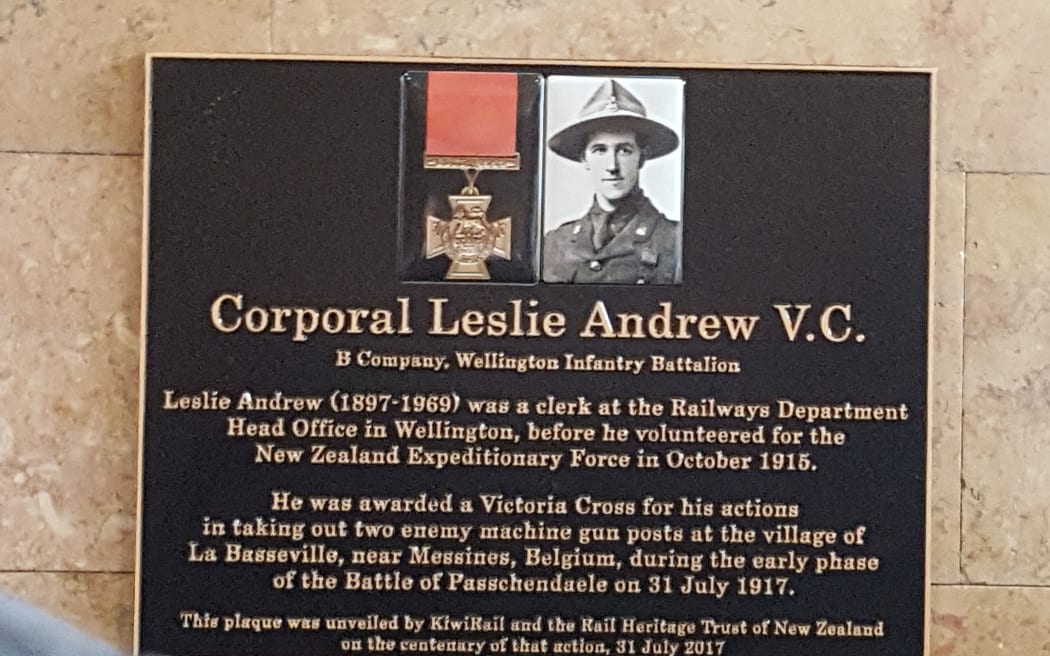 Corporal Leslie Andrew V.C.
B Company, Wellington Infantry Battalion
Leslie Andrew (1897-1969) was a clerk at the Railways Department
Head Office in Wellington, before he volunteered for the
New Zealand Expeditionary Force in October 1915.
He was awarded a Victoria Cross for his actions
in taking out two enemy machine gun posts at the village of
La Basseville, near Messines, Belgium, during the early phase
of the Battle of Passchendaele on 31 July 1917.
This plaque was unveiled by KiwiRail and the Rail Heritage Trust of New Zealand
on the centenary of that action, 31 July 2017